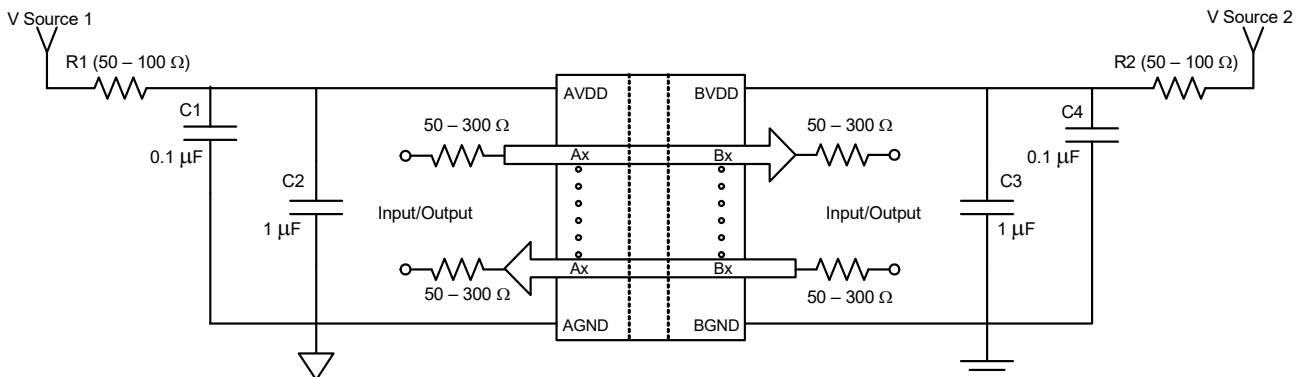 V Source 1
V Source 2
R1 (50 – 100 Ω)
R2 (50 – 100 Ω)
AVDD
BVDD
C1
C4
50 – 300 Ω
50 – 300 Ω
0.1 μF
Ax
Bx
0.1 μF
C2
C3
Input/Output
Input/Output
1 μF
1 μF
Ax
Bx
50 – 300 Ω
50 – 300 Ω
AGND
BGND